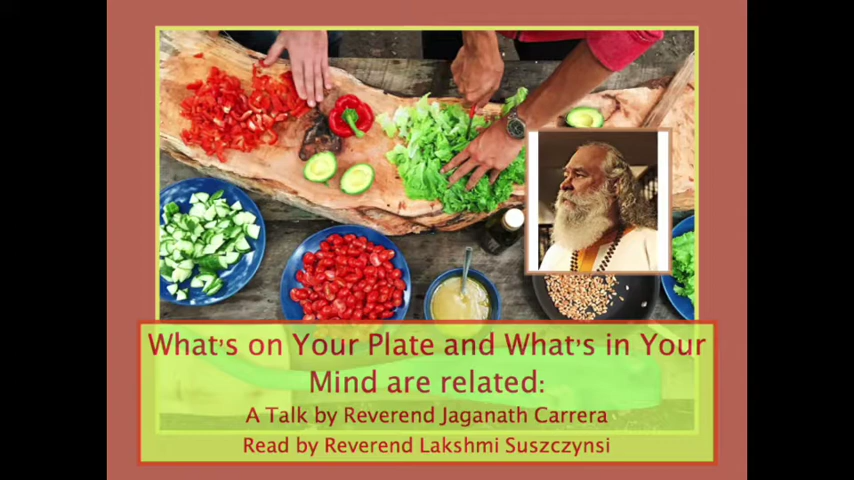 What's on Your Plate and What's in Your
Mind are related:
A Talk by Reverend Jaganath Carrera
Read by Reverend Lakshmi Suszczynsi